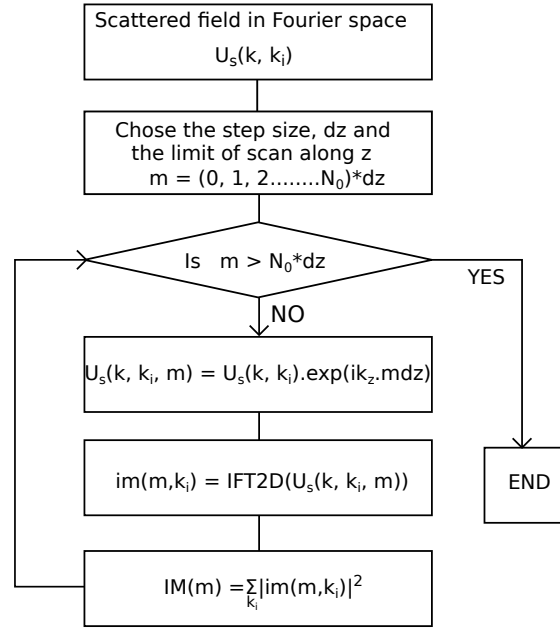 Scattered field in Fourier space
Uₛ(k, kᵢ)
Chose the step size, dz and
the limit of scan along z
m = (0, 1, 2........N₀)*dz
Is m > N₀*dz
YES
NO
Uₛ(k, kᵢ, m) = Uₛ(k, kᵢ).exp(ik_z.mdz)
im(m,kᵢ) = IFT2D(Uₛ(k, kᵢ, m))
END
IM(m) =Σ|im(m,kᵢ)|²
kᵢ